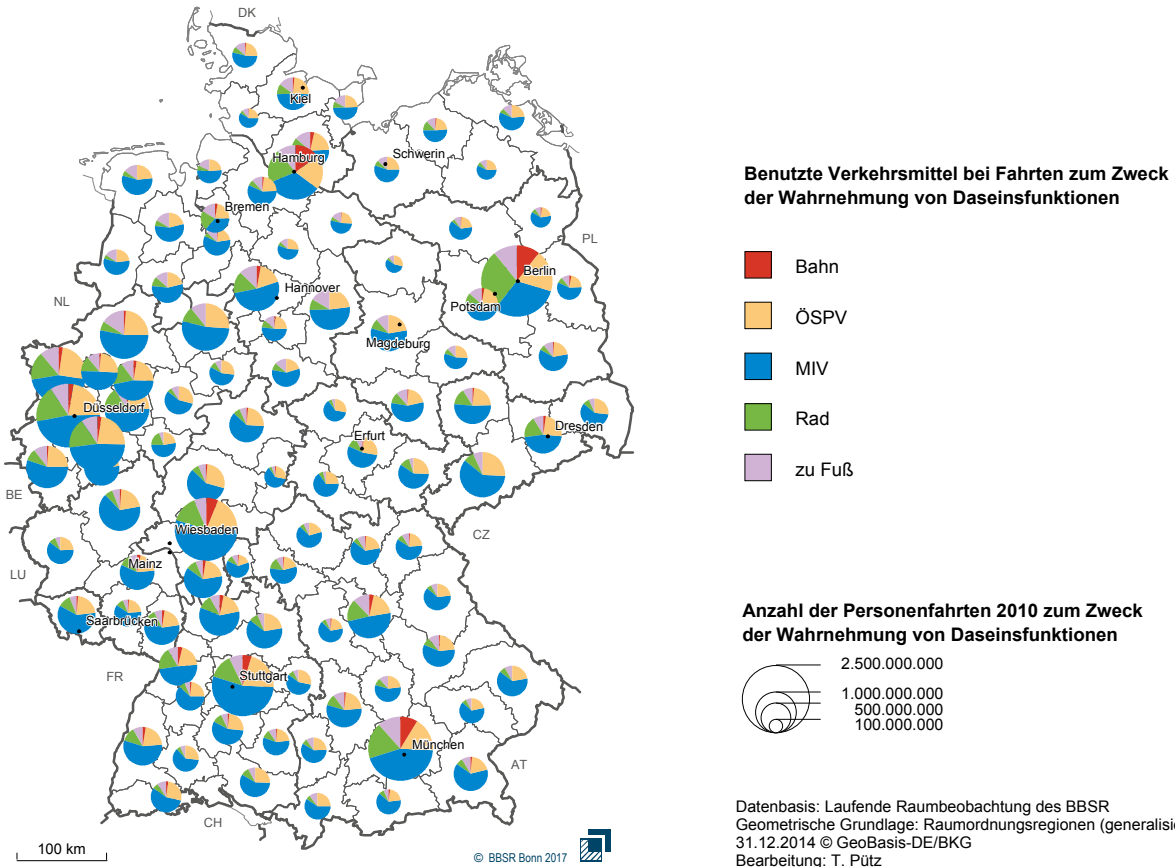 DK
Kiel
Hamburg
Schwerin
Bremen
PL
Berlin
Hannover
Potsdam
NL
Magdeburg
Düsseldorf
Dresden
Erfurt
BE
Wiesbaden
CZ
Mainz
LU
Saarbrücken
FR
Stuttgart
München
AT
CH
100 km
© BBSR Bonn 2017
Benutzte Verkehrsmittel bei Fahrten zum Zweck
der Wahrnehmung von Daseinsfunktionen
Bahn
ÖSPV
MIV
Rad
zu Fuß
Anzahl der Personenfahrten 2010 zum Zweck
der Wahrnehmung von Daseinsfunktionen
2.500.000.000
1.000.000.000
500.000.000
100.000.000
Datenbasis: Laufende Raumbeobachtung des BBSR
Geometrische Grundlage: Raumordnungsregionen (generalisie
31.12.2014 © GeoBasis-DE/BKG
Bearbeitung: T. Pütz